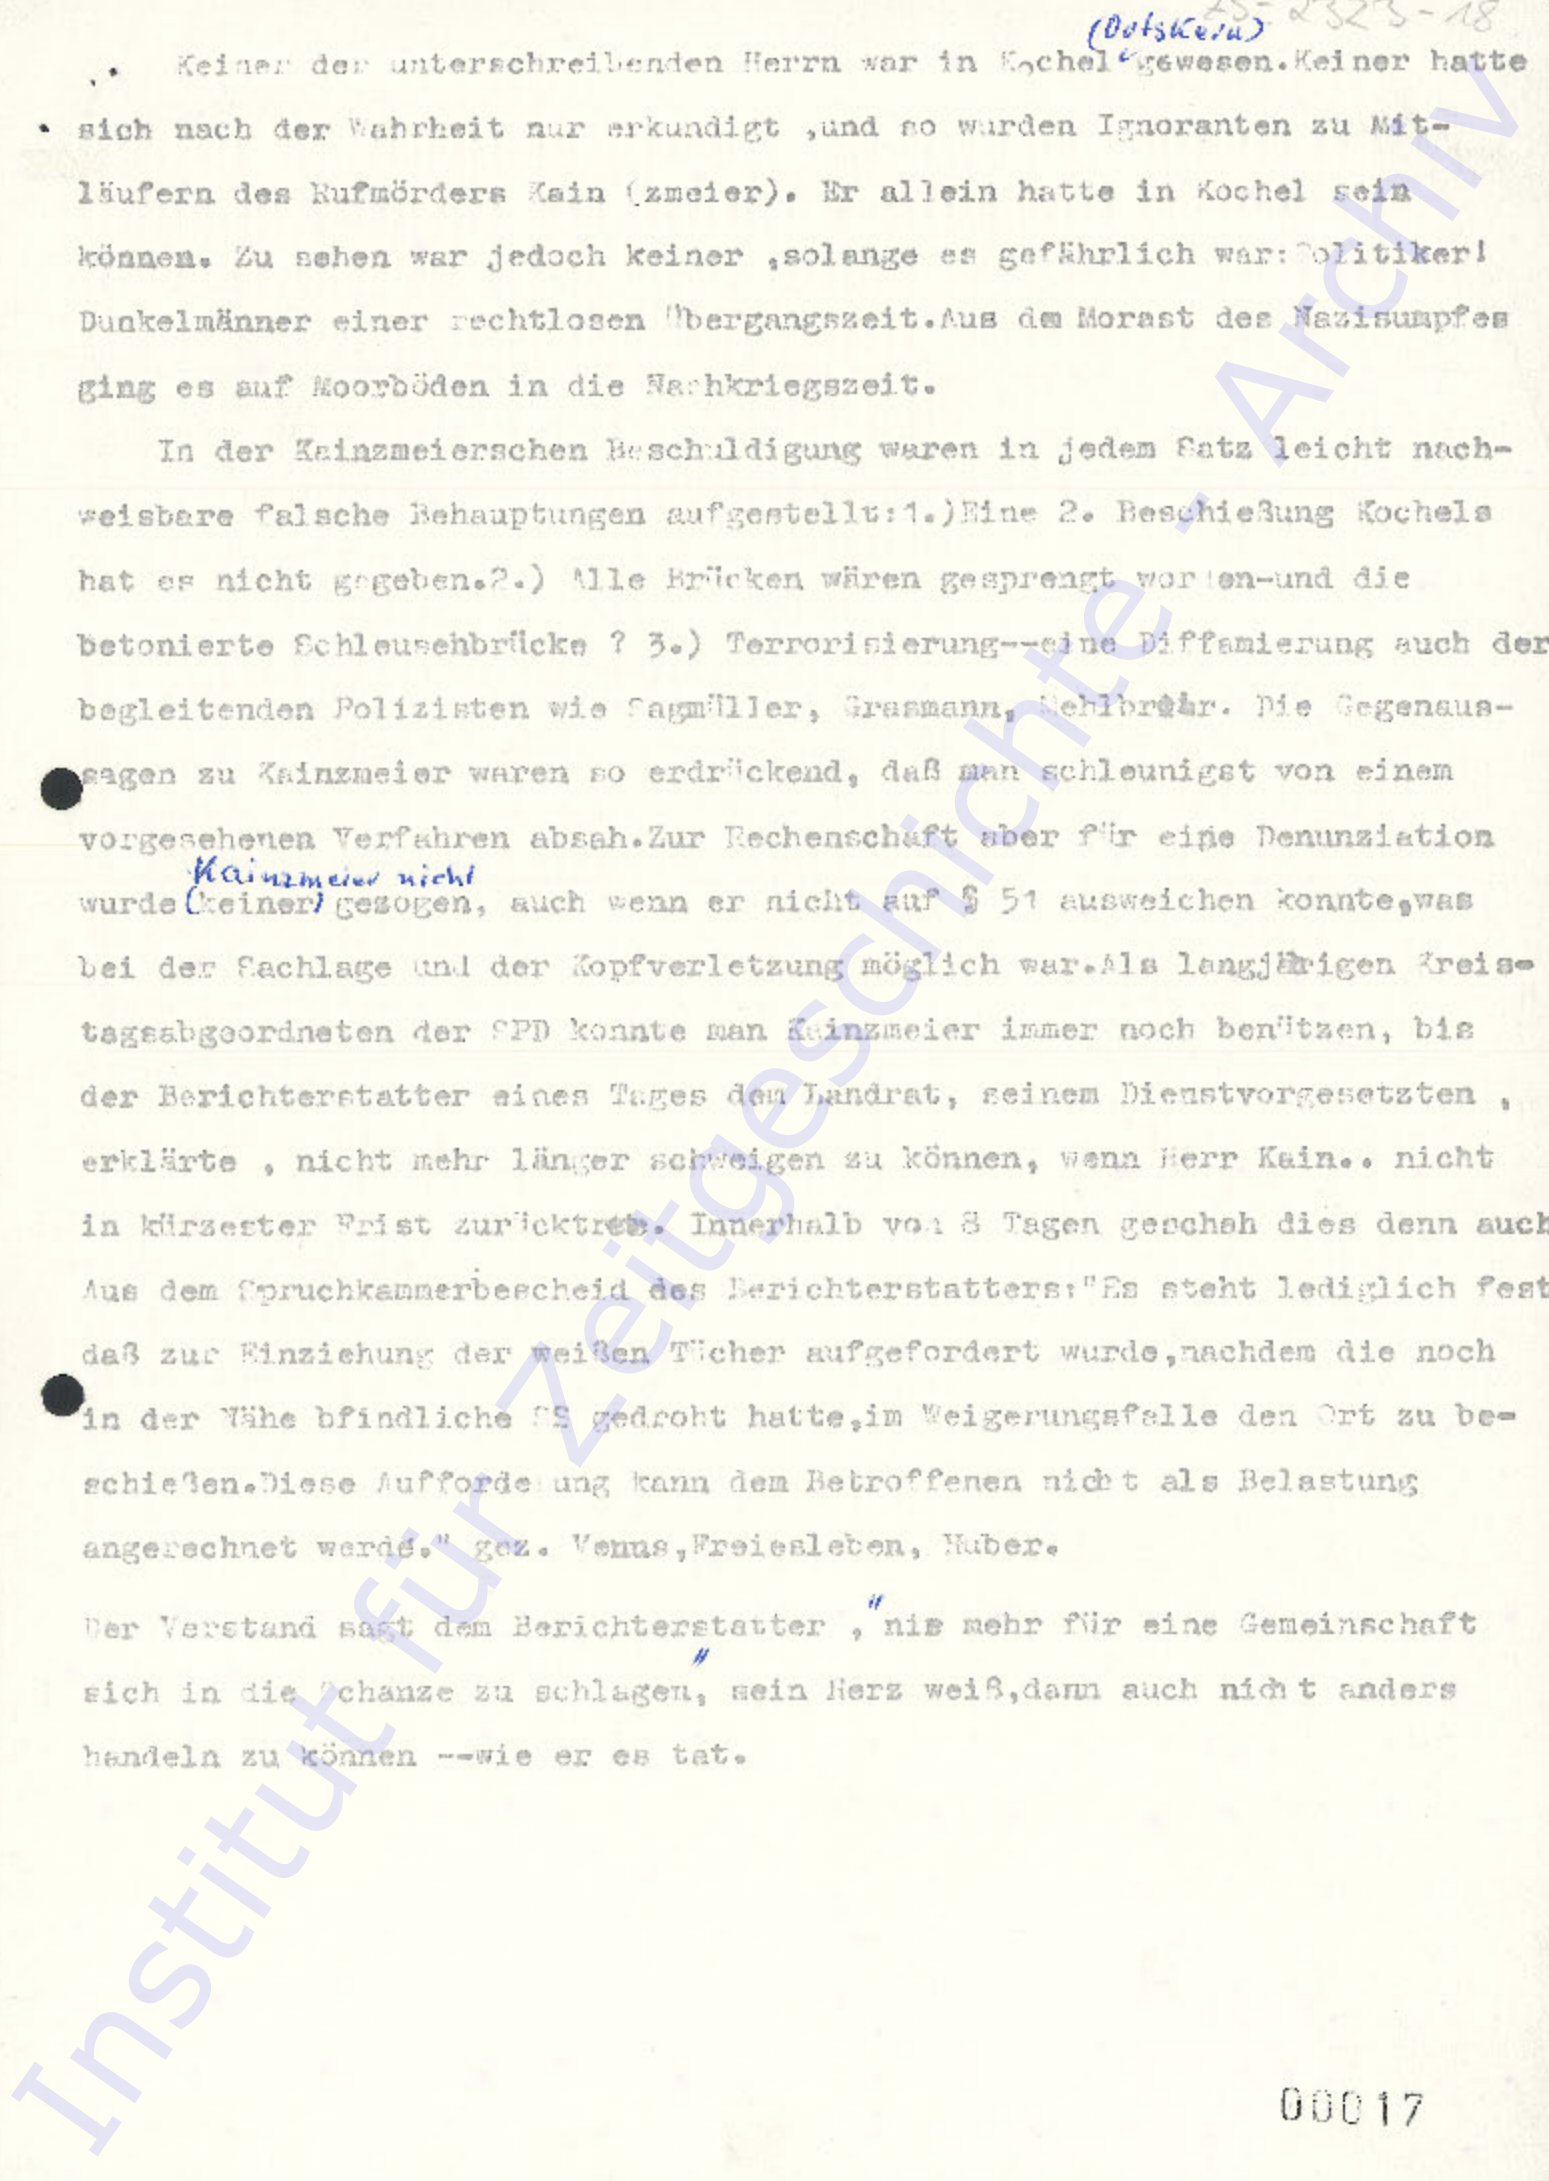 ZS-2323-18
(Ortskern)
Keiner der unterschreibenden Herrn war in Kochel gewesen.Keiner hatte
sich nach der Wahrheit nur erkundigt ,und so wurden Ignoranten zu Mit-
läufern des Rufmörders Kain (zmeier). Er allein hatte in Kochel sein
können. Zu sehen war jedoch keiner ,solange es gefährlich war:Politiker!
Dunkelmänner einer rechtlosen Übergangszeit.Aus dem Morast des Nazisumpfes
ging es auf Moorböden in die Nachkriegszeit.
In der Kainzmeierschen Beschuldigung waren in jedem Satz leicht nach-
weisbare falsche Behauptungen aufgestellt:1.)Eine 2. Beschießung Kochels
hat es nicht gegeben.2.) Alle Brücken wären gesprengt worden-und die
betonierte Schleusehbrücke ? 3.) Terrorisierung--eine Diffamierung auch der
begleitenden Polizisten wie Sagmüller, Grasmann, . Die Gegenaus-
sagen zu Kainzmeier waren so erdrückend, daß man schleunigst von einem
vorgesehenen Verfahren absah.Zur Rechenschaft aber für eine Denunziation
Kainzmeier nicht
wurde (keiner) gezogen, auch wenn er nicht auf § 51 ausweichen konnte,was
bei der Sachlage und der Kopfverletzung möglich war.Als langjährigen Kreis-
tagsabgeordneten der SPD konnte man Kainzmeier immer noch benützen, bis
der Berichterstatter eines Tages dem Landrat, seinem Dienstvorgesetzten ,
erklärte , nicht mehr länger schweigen zu können, wenn Herr Kain.. nicht
in kürzester Frist zurücktrete. Innerhalb von 8 Tagen geschah dies denn auch
Aus dem Spruchkammerbescheid des Berichterstatters:"Es steht lediglich fest
daß zur Einziehung der weißen Tücher aufgefordert wurde,nachdem die noch
in der Nähe bfindliche SS gedroht hatte,im Weigerungsfalle den Ort zu be-
schießen.Diese Aufforderung kann dem Betroffenen nicht als Belastung
angerechnet werde." gez. Venus,Freiesleben, Huber.
Der Verstand sagt dem Berichterstatter ,"nie mehr für eine Gemeinschaft
sich in die Schanze zu schlagen", sein Herz weiß,dann auch nicht anders
handeln zu können --wie er es tat.
00017
Institut für Zeitgeschichte - Archiv